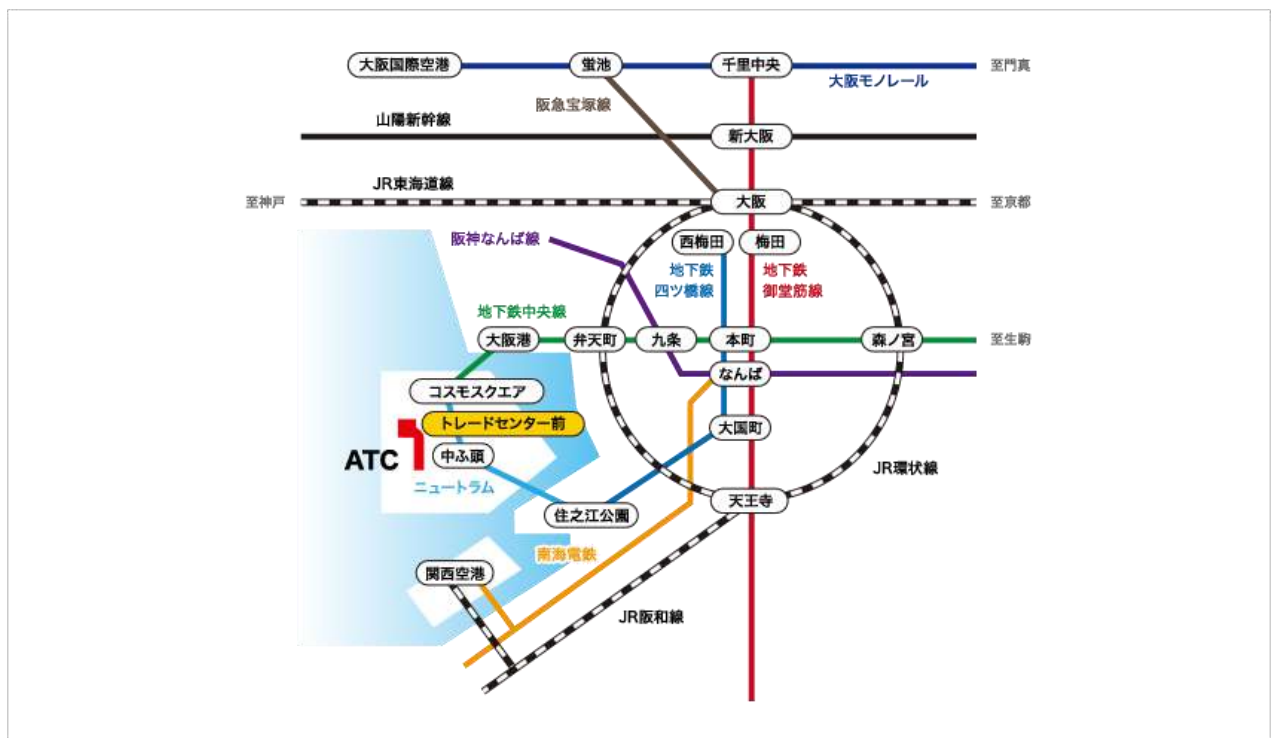 大阪国際空港
蛍池
千里中央
至門真
大阪モノレール
阪急宝塚線
山陽新幹線
新大阪
JR東海道線
至神戸
大阪
至京都
阪神なんば線
西梅田
梅田
地下鉄
四ツ橋線
地下鉄
御堂筋線
地下鉄中央線
大阪港
弁天町
九条
本町
森ノ宮
至生駒
なんば
コスモスクエア
トレードセンター前
大国町
ATC
中ふ頭
JR環状線
ニュートラム
天王寺
住之江公園
南海電鉄
関西空港
JR阪和線